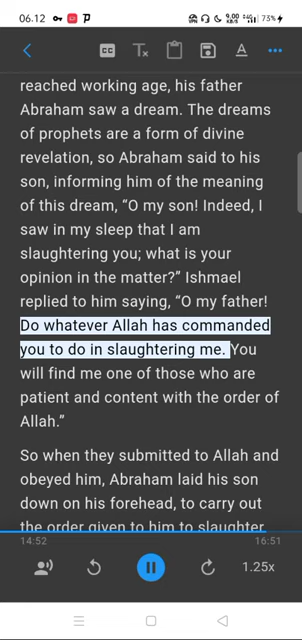 06.12
9,00 KB/S
4G
73%
CC
A
reached working age, his father
Abraham saw a dream. The dreams
of prophets are a form of divine
revelation, so Abraham said to his
son, informing him of the meaning
of this dream, “O my son! Indeed, I
saw in my sleep that I am
slaughtering you; what is your
opinion in the matter?” Ishmael
replied to him saying, “O my father!
Do whatever Allah has commanded
you to do in slaughtering me. You
will find me one of those who are
patient and content with the order of
Allah.”
So when they submitted to Allah and
obeyed him, Abraham laid his son
down on his forehead, to carry out
the order given to him to slaughter
14:52
16:51
1.25x